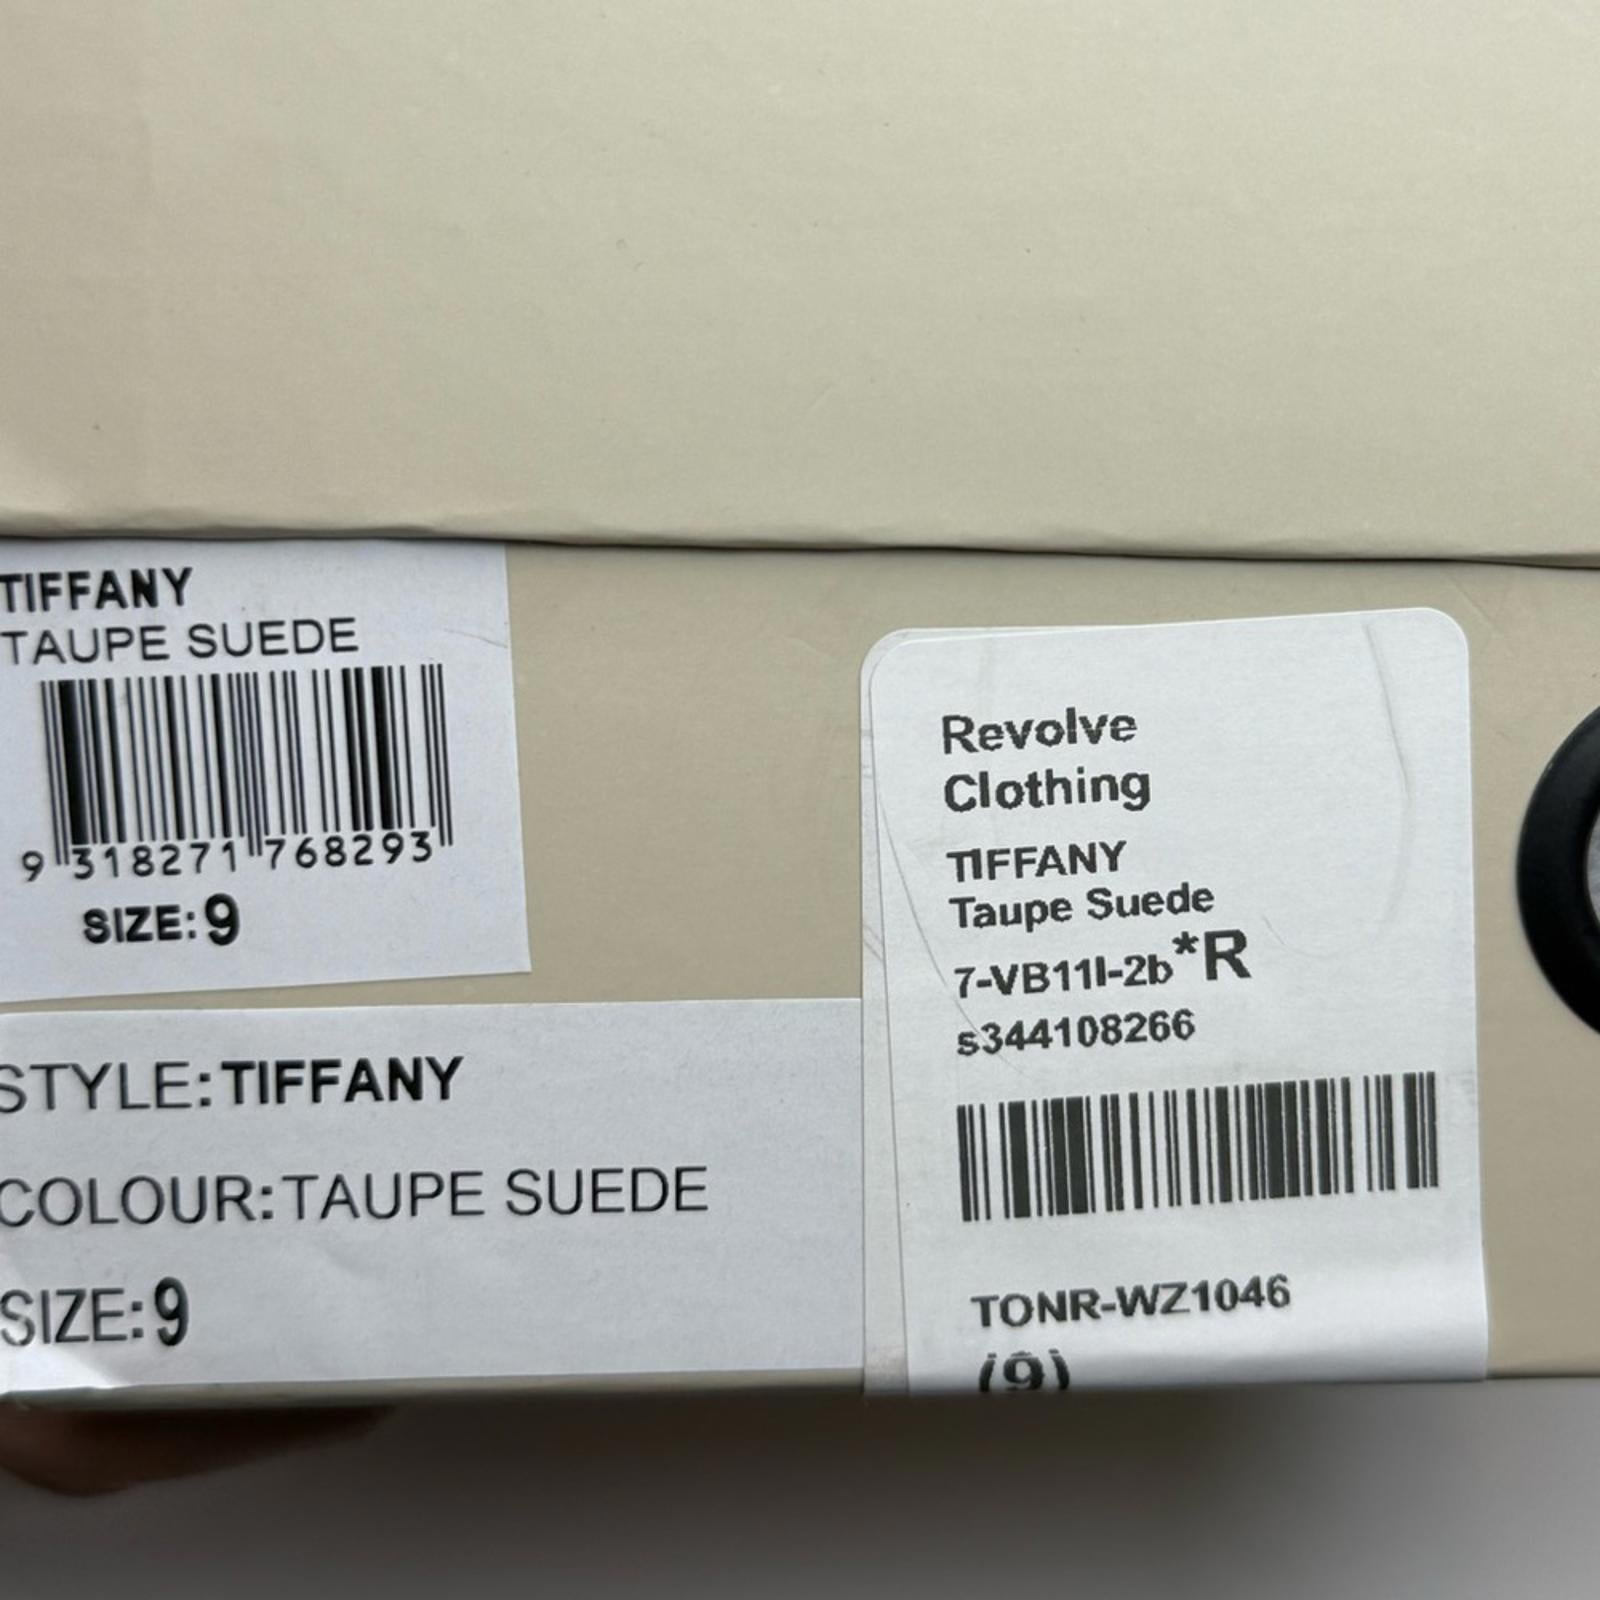 TIFFANY
TAUPE SUEDE
9 318271 768293
SIZE: 9
STYLE: TIFFANY
COLOUR: TAUPE SUEDE
SIZE: 9
Revolve
Clothing
TIFFANY
Taupe Suede
7-VB11I-2b*R
s344108266
TONR-WZ1046
(9)